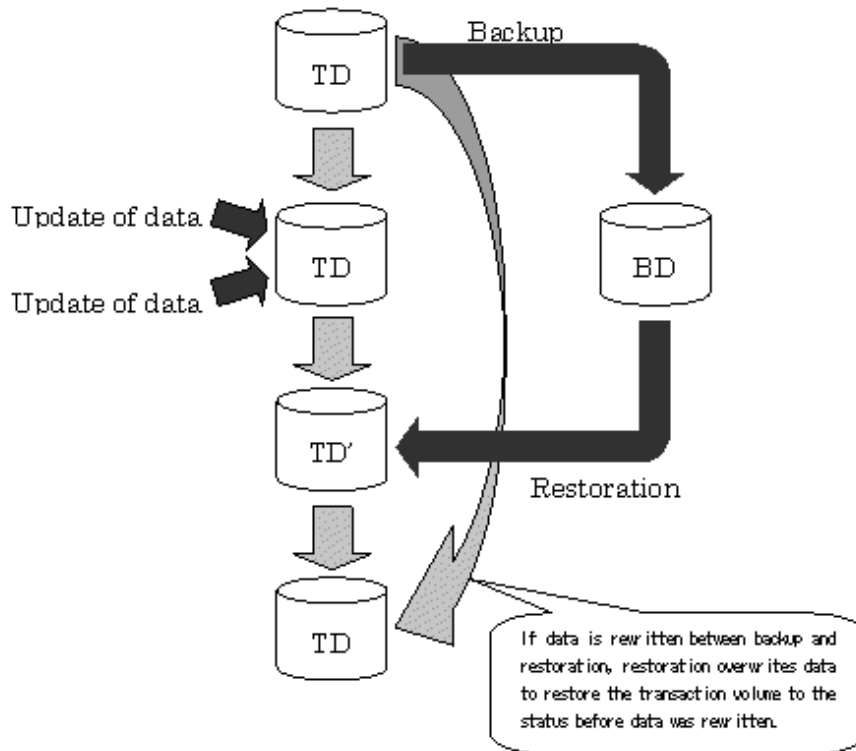 Backup
TD
Update of data
TD
BD
Update of data
TD'
Restoration
TD
If data is rewritten between backup and
restoration, restoration overwrites data
to restore the transaction volume to the
status before data was rewritten.